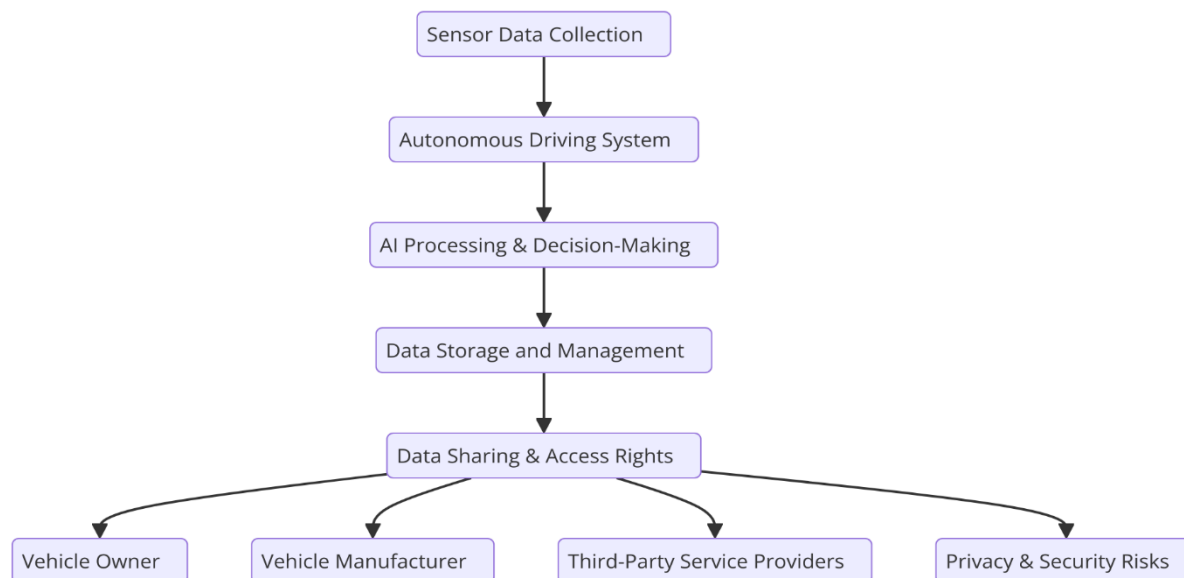 Sensor Data Collection
Autonomous Driving System
AI Processing & Decision-Making
Data Storage and Management
Data Sharing & Access Rights
Vehicle Owner
Vehicle Manufacturer
Third-Party Service Providers
Privacy & Security Risks